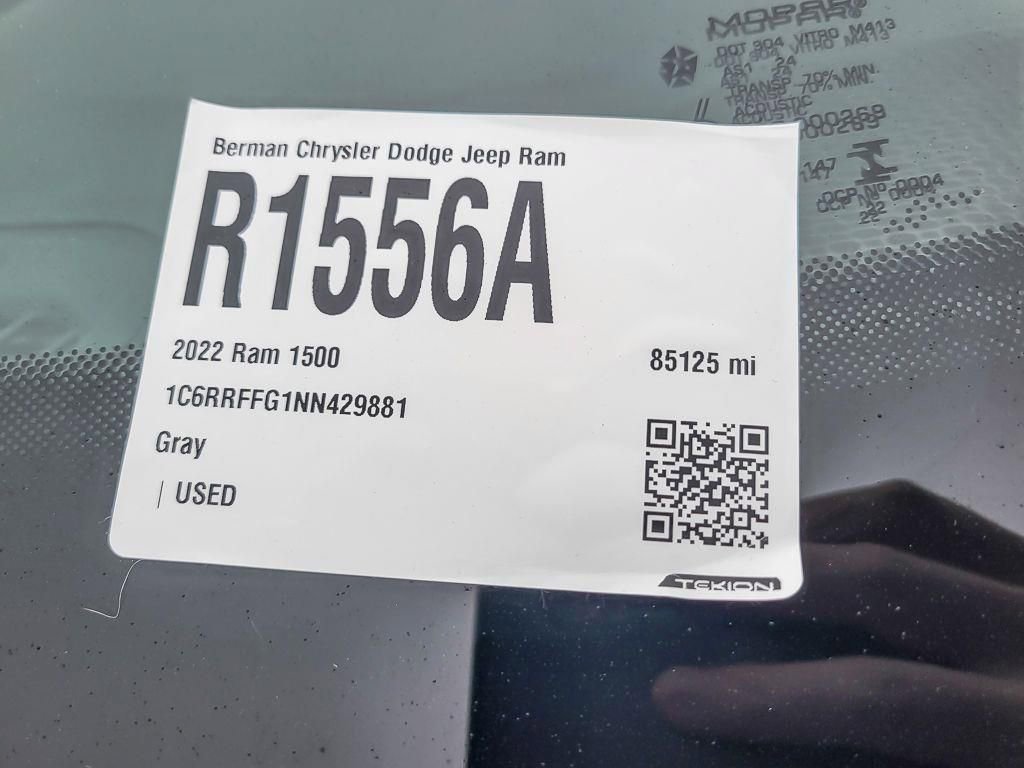 MOPAR
DOT 904 VITRO M413
AS1 24
TRANSP 70% MIN.
ACOUSTIC
Berman Chrysler Dodge Jeep Ram
R1556A
2022 Ram 1500
85125 mi
1C6RRFFG1NN429881
Gray
| USED
TEKION